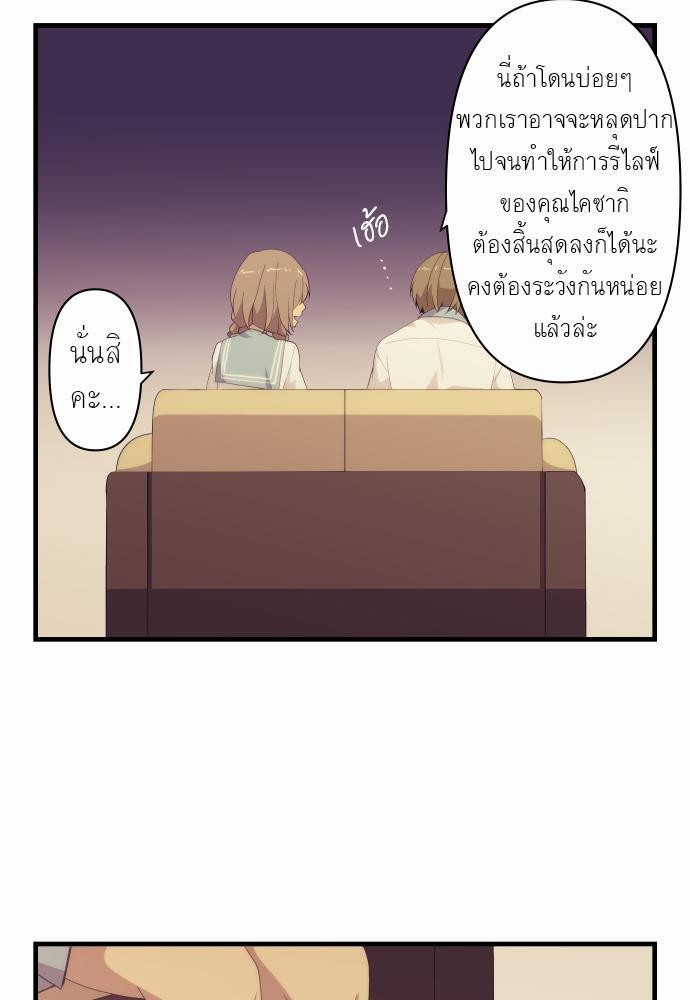 นี่ถ้าโดนบ่อยๆ
พวกเราอาจจะหลุดปาก
ไปจนทำให้การรีไลฟ์
ของคุณไคซากิ
ต้องสิ้นสุดลงก็ได้นะ
คงต้องระวังกันหน่อย
แล้วล่ะ
เฮ้อ
...
นั่นสิ
คะ...